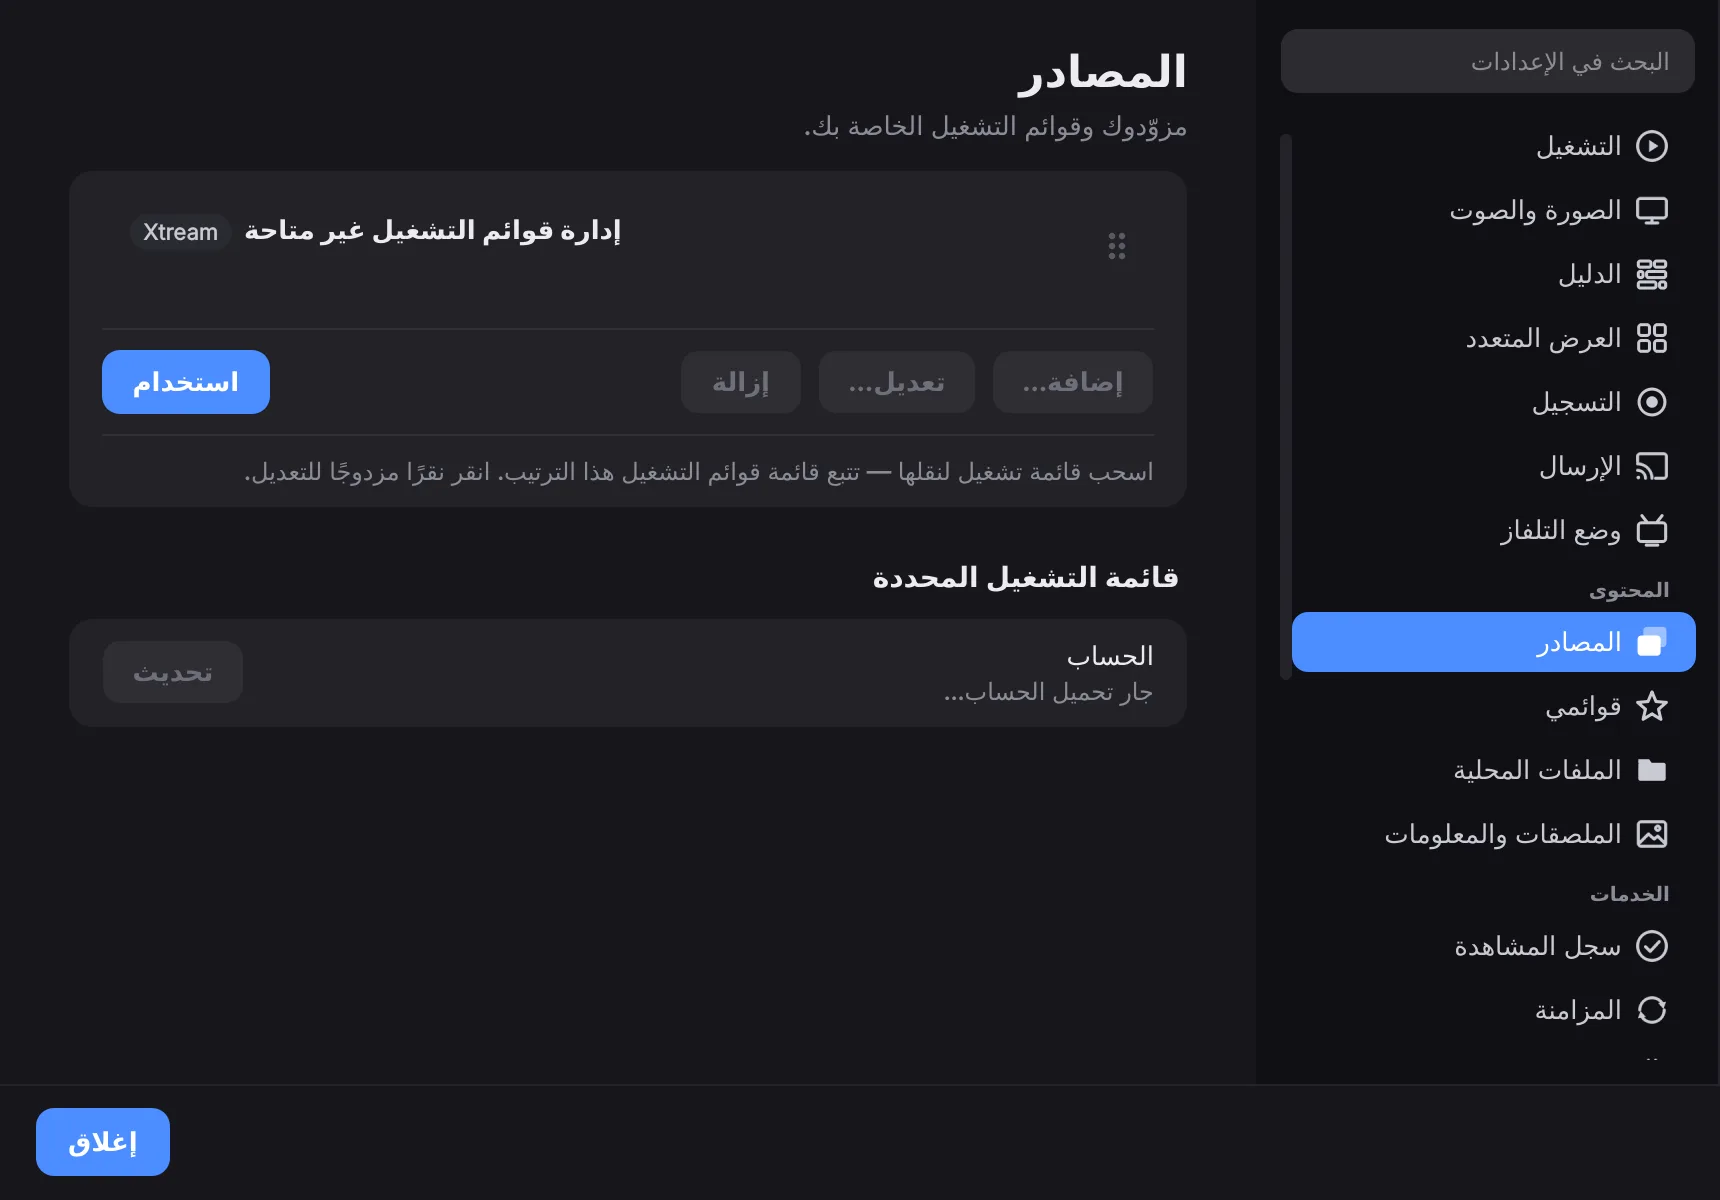 البحث في الإعدادات
التشغيل
الصورة والصوت
الدليل
العرض المتعدد
التسجيل
الإرسال
وضع التلفاز
المحتوى
المصادر
قوائمي
الملفات المحلية
الملصقات والمعلومات
الخدمات
سجل المشاهدة
المزامنة
المصادر
مزوّدوك وقوائم التشغيل الخاصة بك.
إدارة قوائم التشغيل غير متاحة Xtream
إضافة... تعديل... إزالة استخدام
اسحب قائمة تشغيل لنقلها — تتبع قائمة قوائم التشغيل هذا الترتيب. انقر نقرًا مزدوجًا للتعديل.
قائمة التشغيل المحددة
الحساب
جار تحميل الحساب...
تحديث
إغلاق